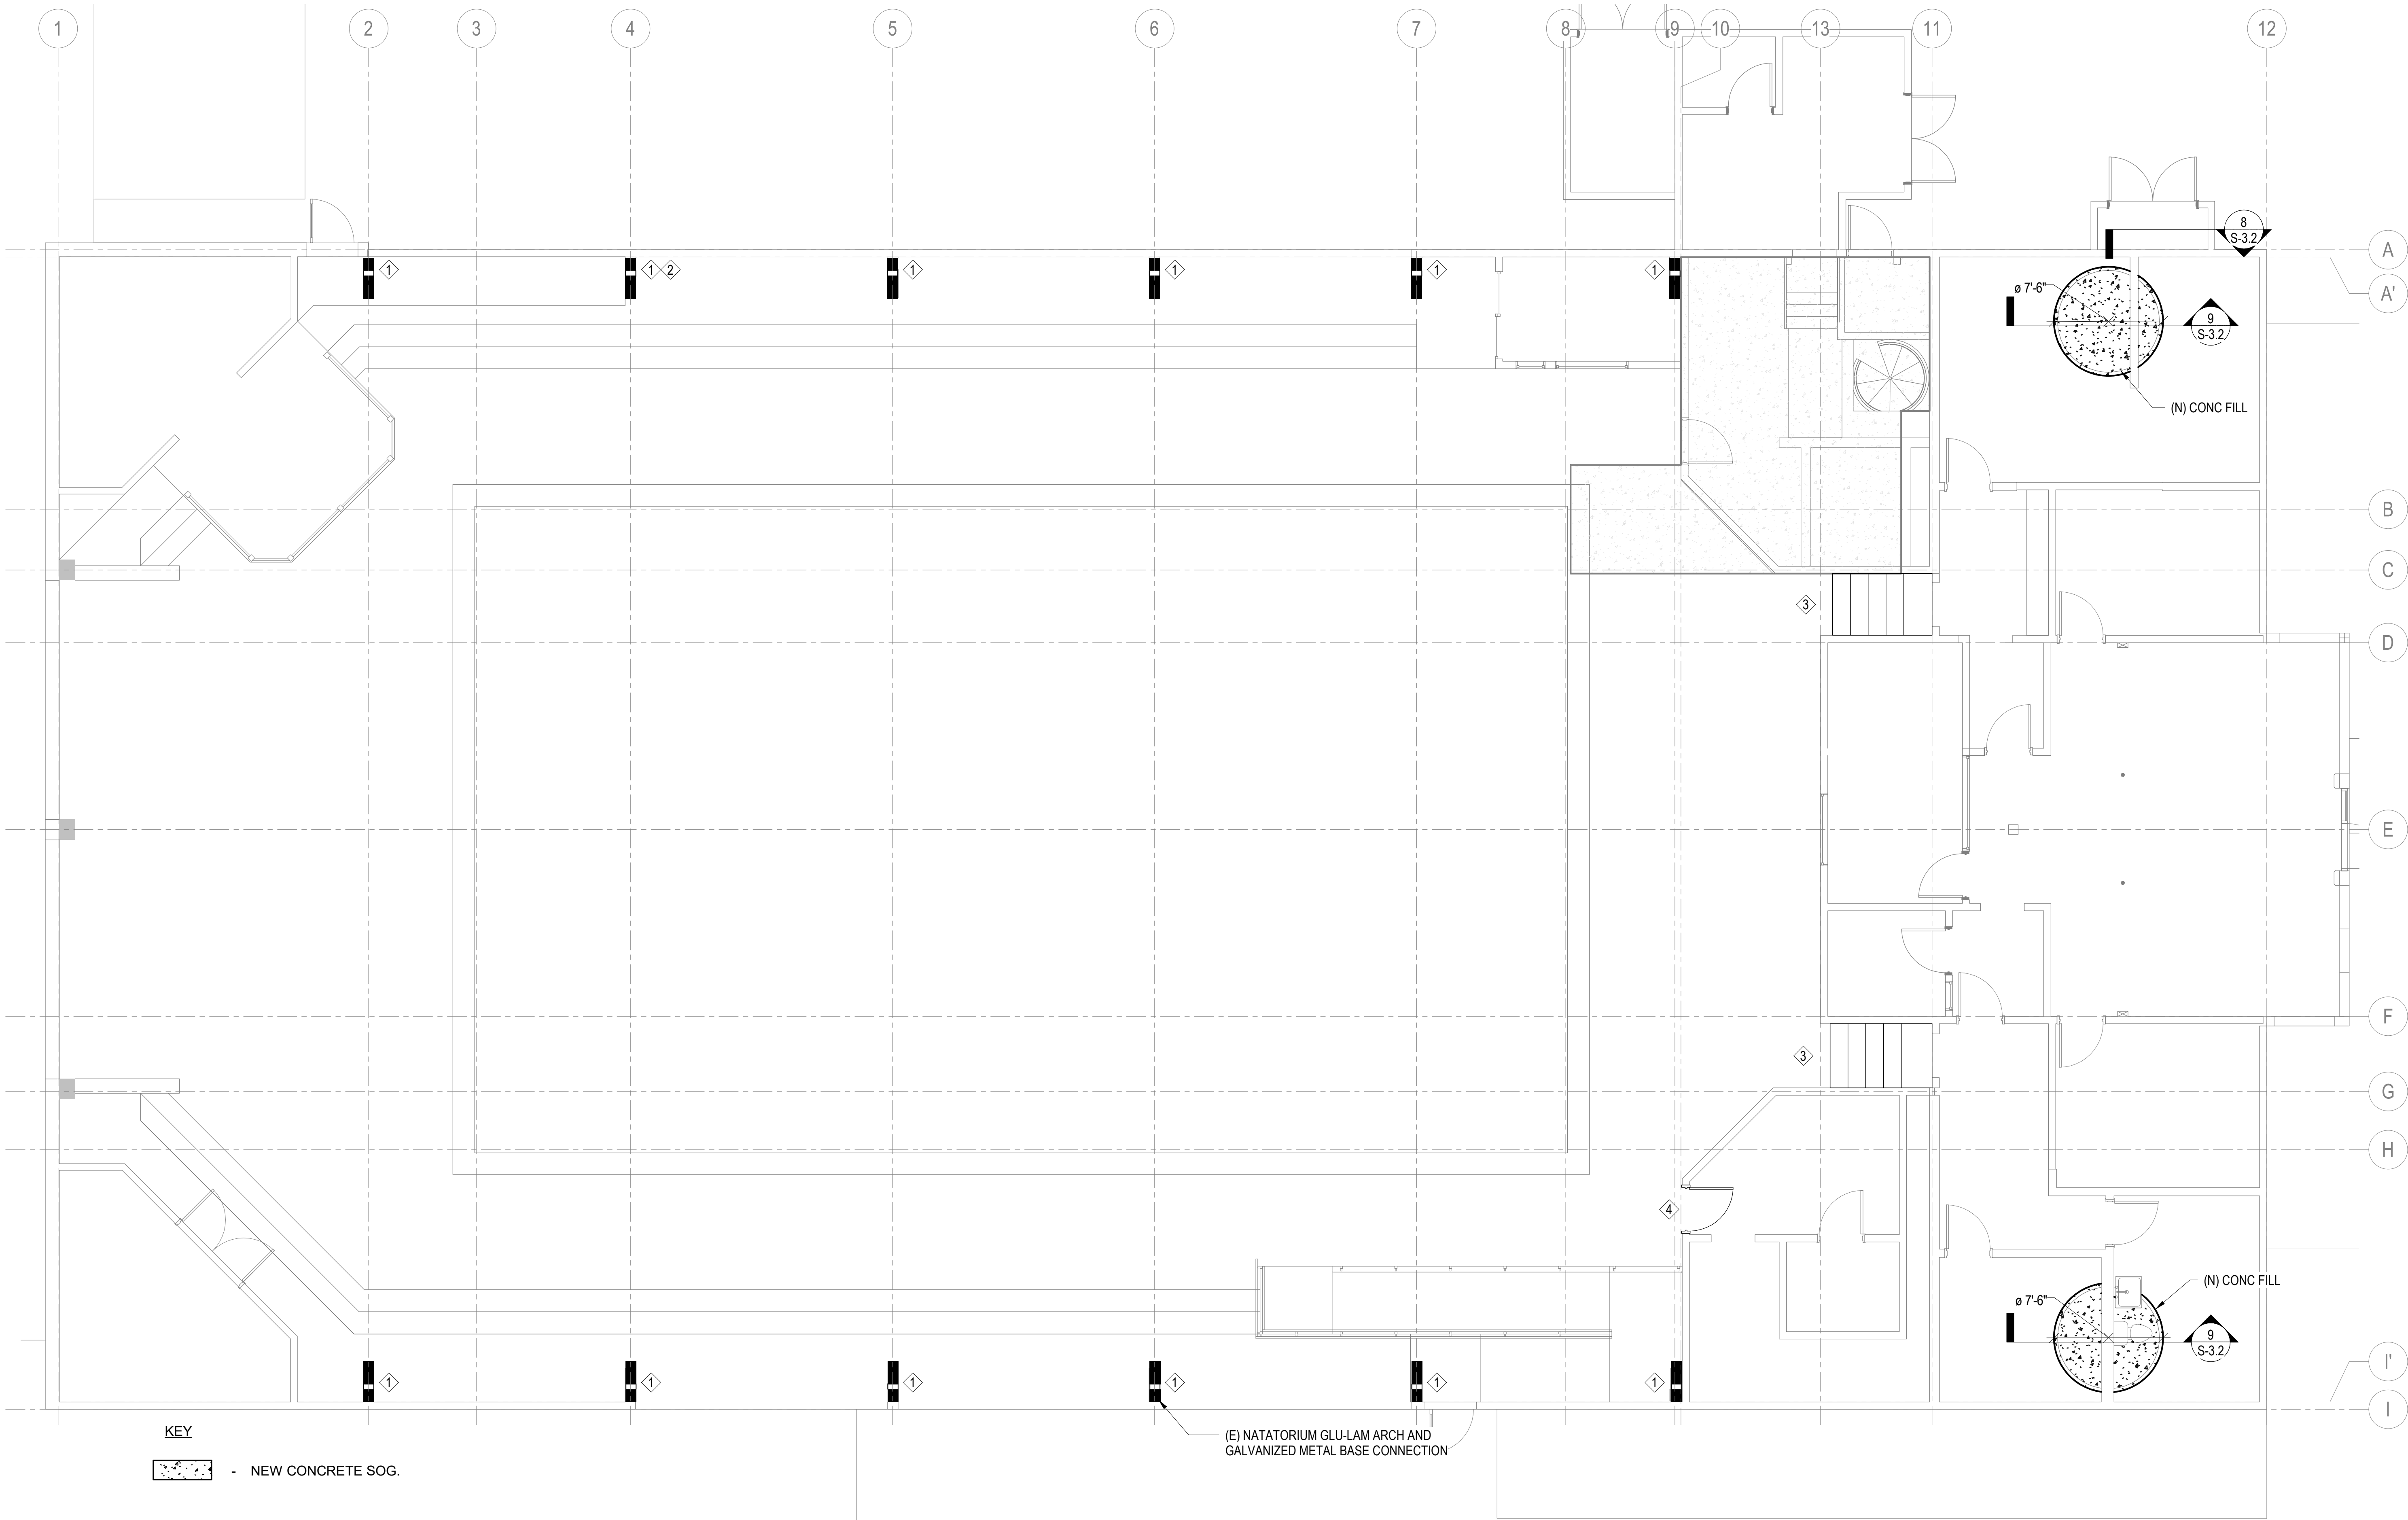 1
2
3
4
5
6
7
8
9
10
13
11
12
A
A'
B
C
D
E
F
G
H
I'
I
1
1
2
1
1
1
1
8
S-3.2
ø 7'-6"
9
S-3.2
(N) CONC FILL
3
3
4
(N) CONC FILL
ø 7'-6"
9
S-3.2
1
1
1
1
1
1
(E) NATATORIUM GLU-LAM ARCH AND
GALVANIZED METAL BASE CONNECTION
KEY
- NEW CONCRETE SOG.